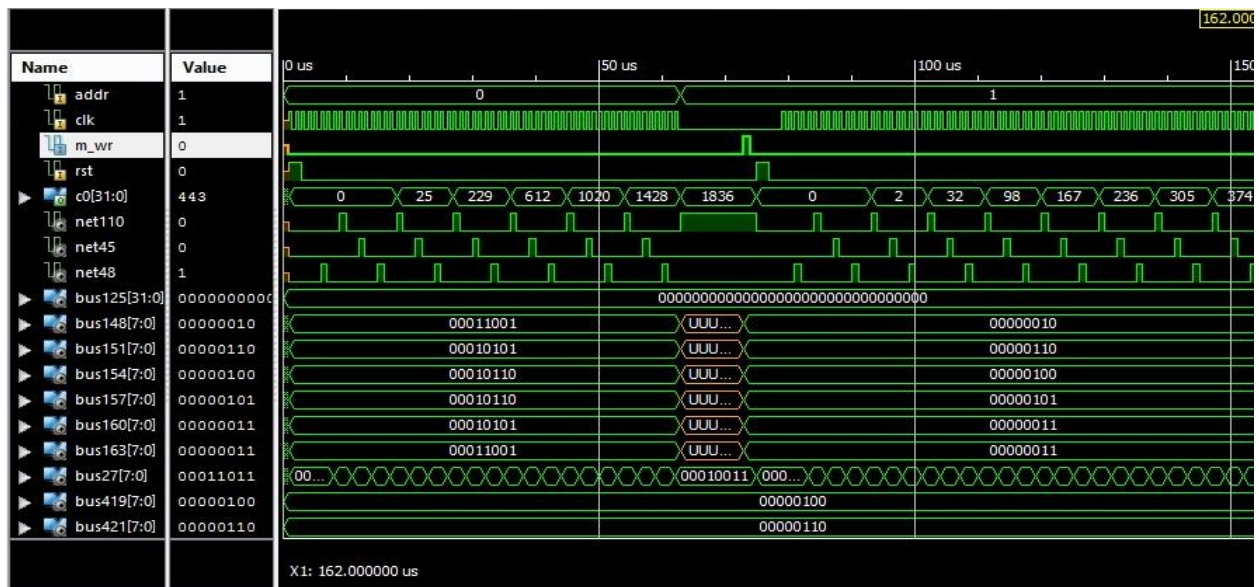 162.000
Name Value 0 us 50 us 100 us 150
addr 1 0 1
clk 1
m_wr 0
rst 0
c0[31:0] 443 0 25 229 612 1020 1428 1836 0 2 32 98 167 236 305 374
net110 0
net45 0
net48 1
bus125[31:0] 0000000000 00000000000000000000000000000000
bus148[7:0] 00000010 00011001 UUU... 00000010
bus151[7:0] 00000110 00010101 UUU... 00000110
bus154[7:0] 00000100 00010110 UUU... 00000100
bus157[7:0] 00000101 00010110 UUU... 00000101
bus160[7:0] 00000011 00010101 UUU... 00000011
bus163[7:0] 00000011 00011001 UUU... 00000011
bus27[7:0] 00011011 00... 00010011 000...
bus419[7:0] 00000100 00000100
bus421[7:0] 00000110 00000110
X1: 162.000000 us